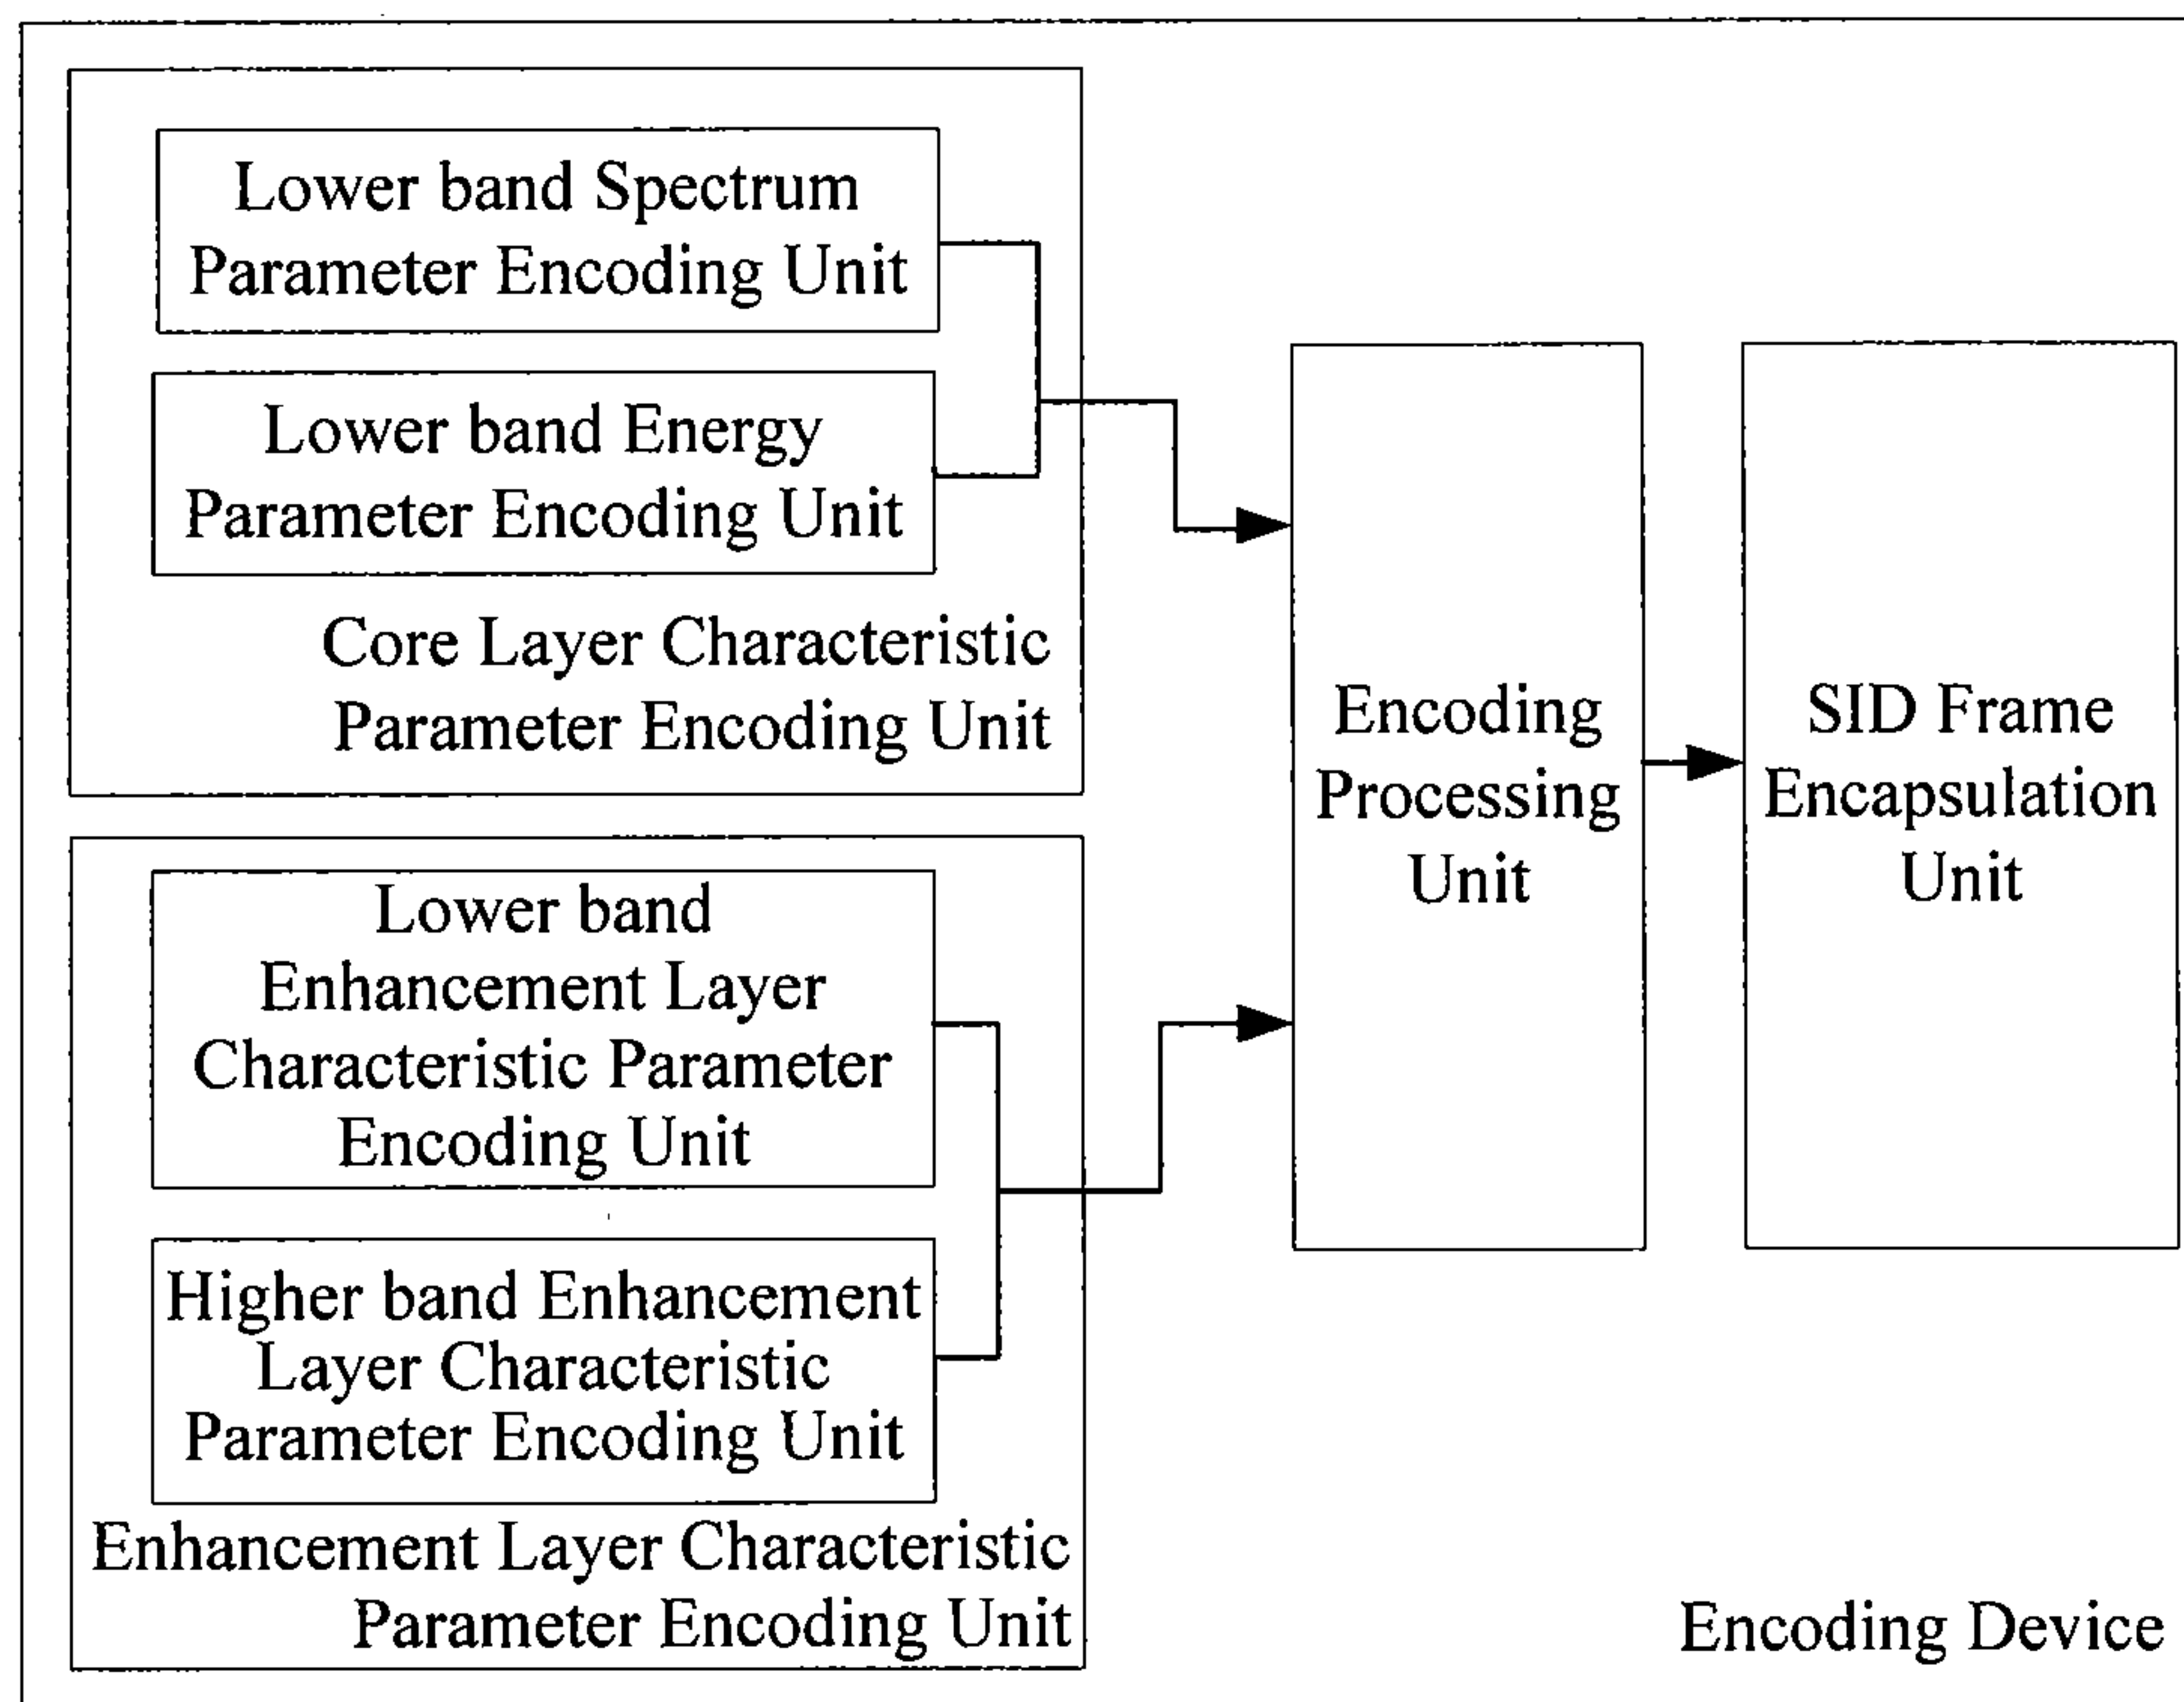 Lower band Spectrum
Parameter Encoding Unit
Lower band Energy
Parameter Encoding Unit
Core Layer Characteristic
Parameter Encoding Unit
Lower band
Enhancement Layer
Characteristic Parameter
Encoding Unit
Higher band Enhancement
Layer Characteristic
Parameter Encoding Unit
Enhancement Layer Characteristic
Parameter Encoding Unit
Encoding
Processing
Unit
SID Frame
Encapsulation
Unit
Encoding Device